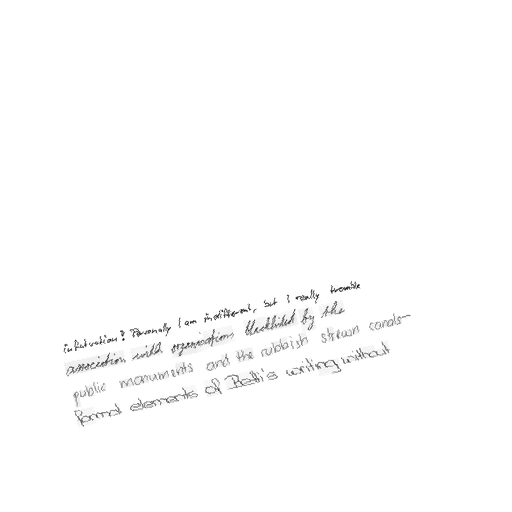 infatuation? Personally I am indifferent, but I really tremble
association with organisations blacklisted by the
public monuments and the rubbish strewn canals—
formal elements of Betti's writing without